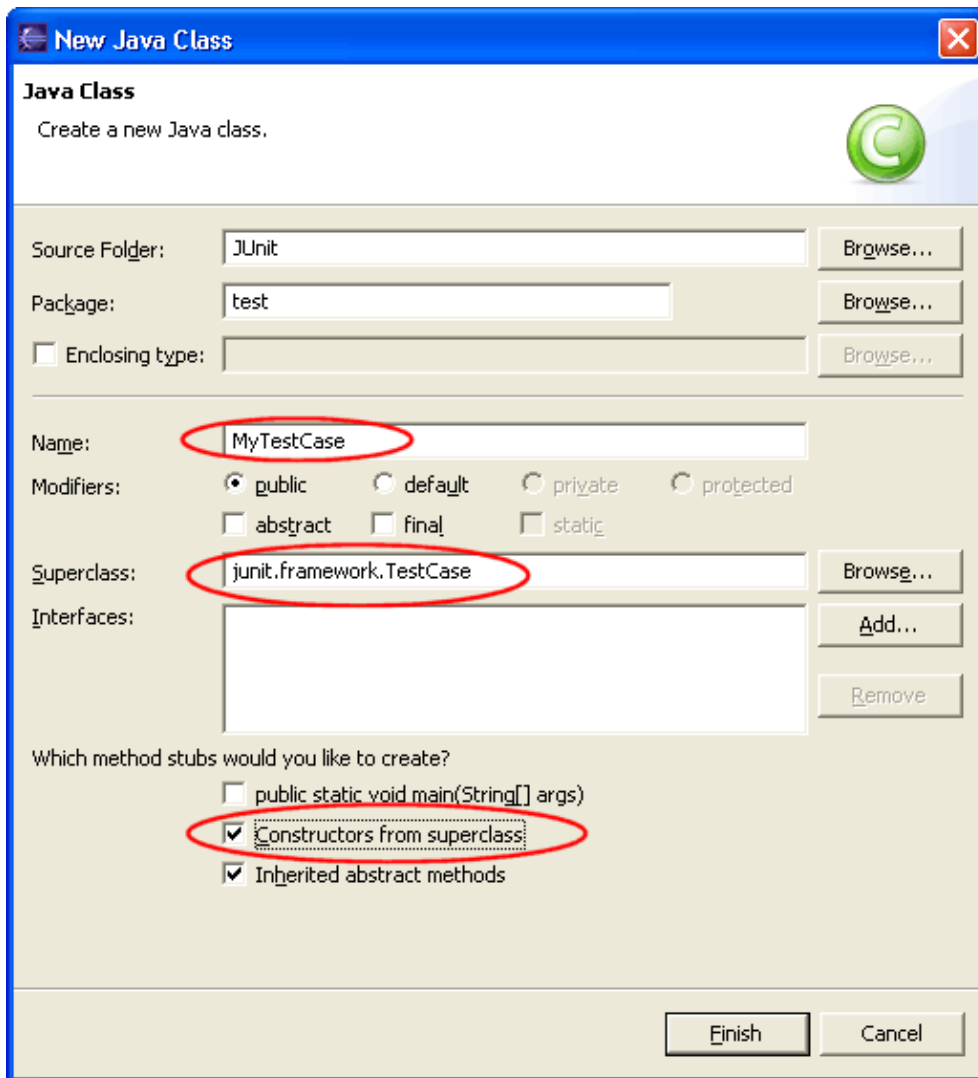 New Java Class
Java Class
Create a new Java class.
C
Source Folder: JUnit Browse...
Package: test Browse...
Enclosing type: Browse...
Name: MyTestCase
Modifiers: public default private protected
abstract final static
Superclass: junit.framework.TestCase Browse...
Interfaces: Add...
Remove
Which method stubs would you like to create?
public static void main(String[] args)
Constructors from superclass
Inherited abstract methods
Finish Cancel